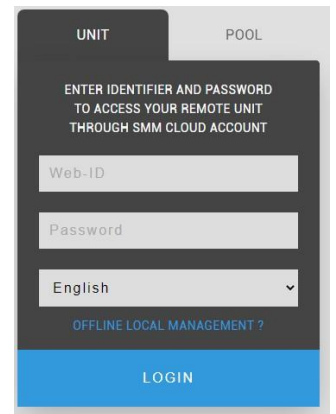 UNIT
POOL
ENTER IDENTIFIER AND PASSWORD
TO ACCESS YOUR REMOTE UNIT
THROUGH SMM CLOUD ACCOUNT
Web-ID
Password
English
OFFLINE LOCAL MANAGEMENT ?
LOGIN